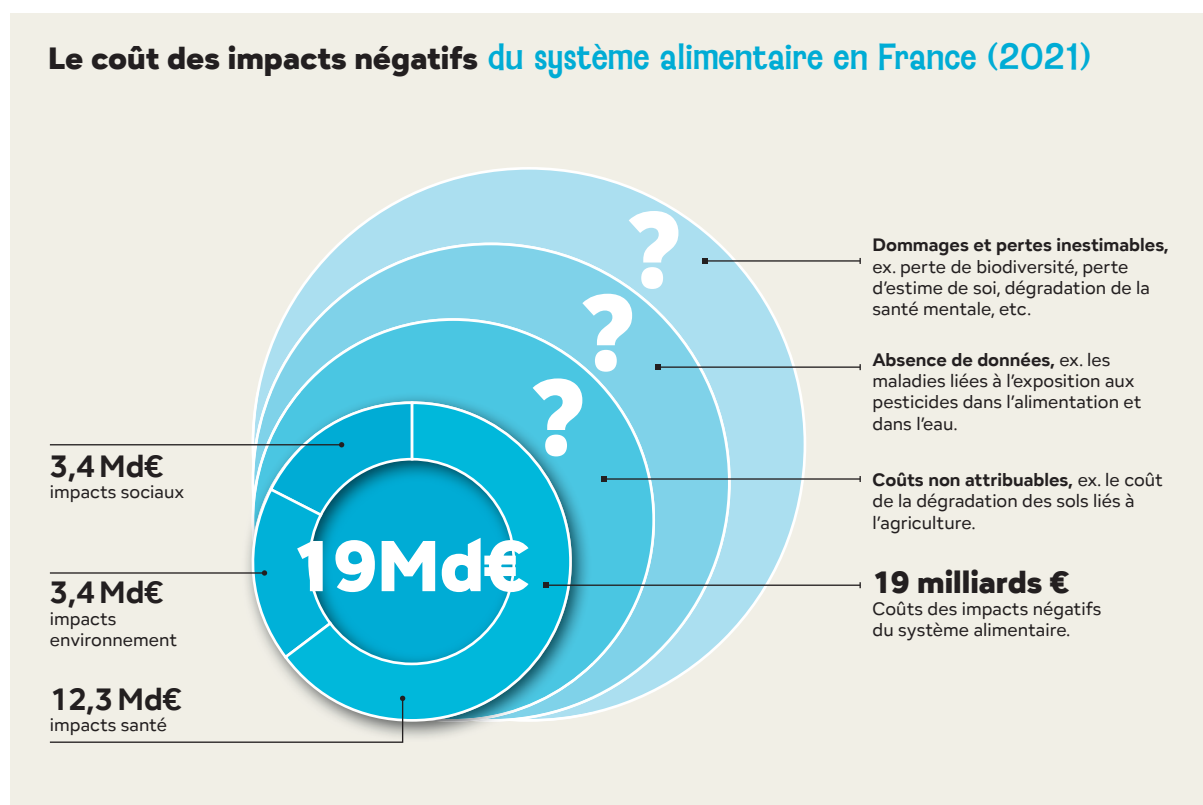 Le coût des impacts négatifs du système alimentaire en France (2021)
?
?
?
Dommages et pertes inestimables,
ex. perte de biodiversité, perte
d'estime de soi, dégradation de la
santé mentale, etc.
Absence de données, ex. les
maladies liées à l'exposition aux
pesticides dans l'alimentation et
dans l'eau.
Coûts non attribuables, ex. le coût
de la dégradation des sols liés à
l'agriculture.
19 milliards €
Coûts des impacts négatifs
du système alimentaire.
19Md€
3,4 Md€
impacts sociaux
3,4 Md€
impacts
environnement
12,3 Md€
impacts santé